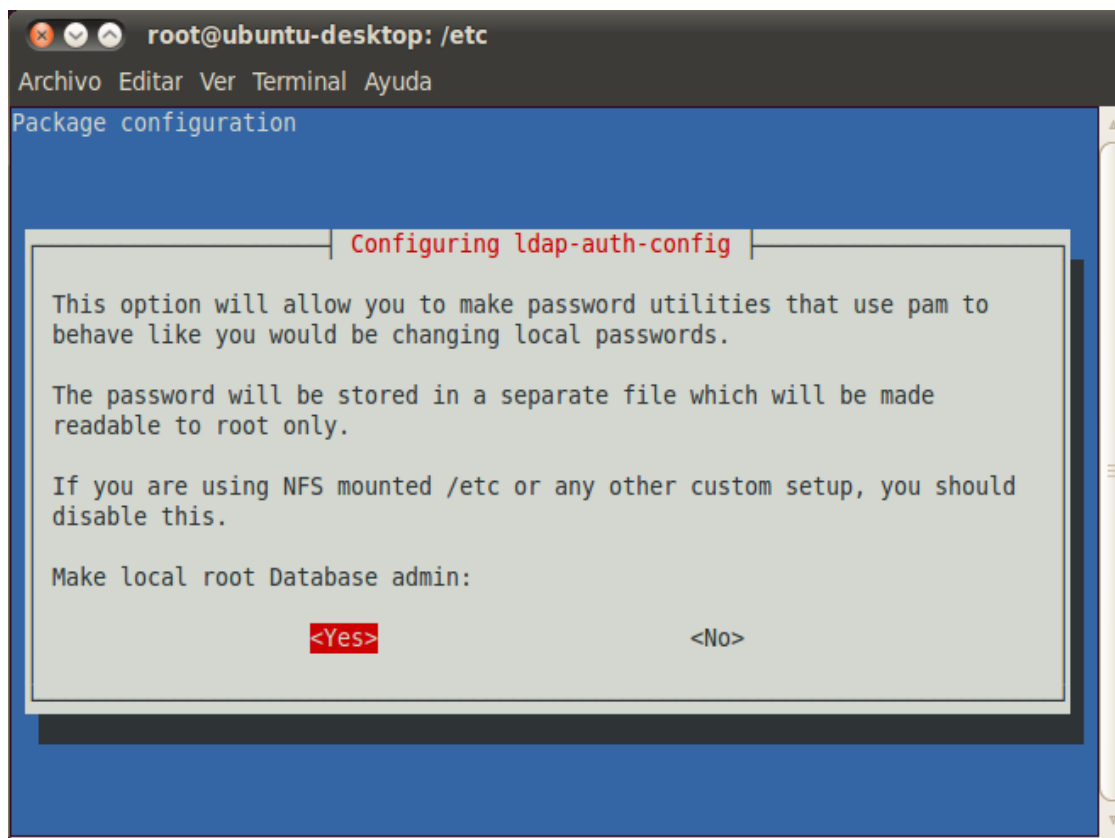 root@ubuntu-desktop: /etc
Archivo Editar Ver Terminal Ayuda
Package configuration
Configuring ldap-auth-config
This option will allow you to make password utilities that use pam to
behave like you would be changing local passwords.
The password will be stored in a separate file which will be made
readable to root only.
If you are using NFS mounted /etc or any other custom setup, you should
disable this.
Make local root Database admin:
<Yes> <No>